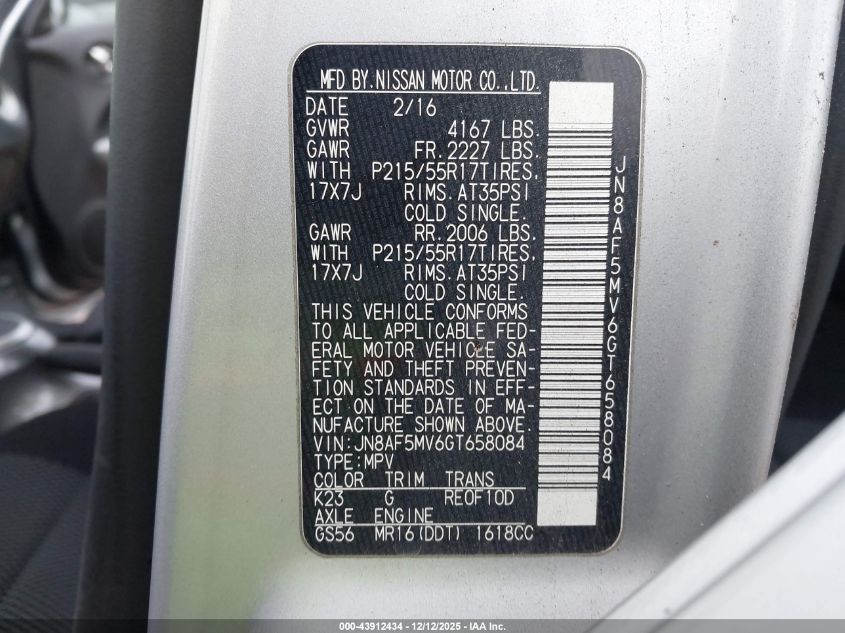 MFD BY.NISSAN MOTOR CO.,LTD.
DATE 2/16
GVWR 4167 LBS.
GAWR FR.2227 LBS.
WITH P215/55R17TIRES,
17X7J RIMS.AT35PSI
COLD SINGLE.
GAWR RR.2006 LBS.
WITH P215/55R17TIRES,
17X7J RIMS.AT35PSI
COLD SINGLE.
THIS VEHICLE CONFORMS
TO ALL APPLICABLE FED-
ERAL MOTOR VEHICLE SA-
FETY AND THEFT PREVEN-
TION STANDARDS IN EFF-
ECT ON THE DATE OF MA-
NUFACTURE SHOWN ABOVE.
VIN:JN8AF5MV6GT658084
TYPE:MPV
COLOR TRIM TRANS
K23 G RE0F10D
AXLE ENGINE
GS56 MR16(DDT) 1618CC
JN8AF5MV6GT658084
000-43912434 - 12/12/2025 - IAA Inc.